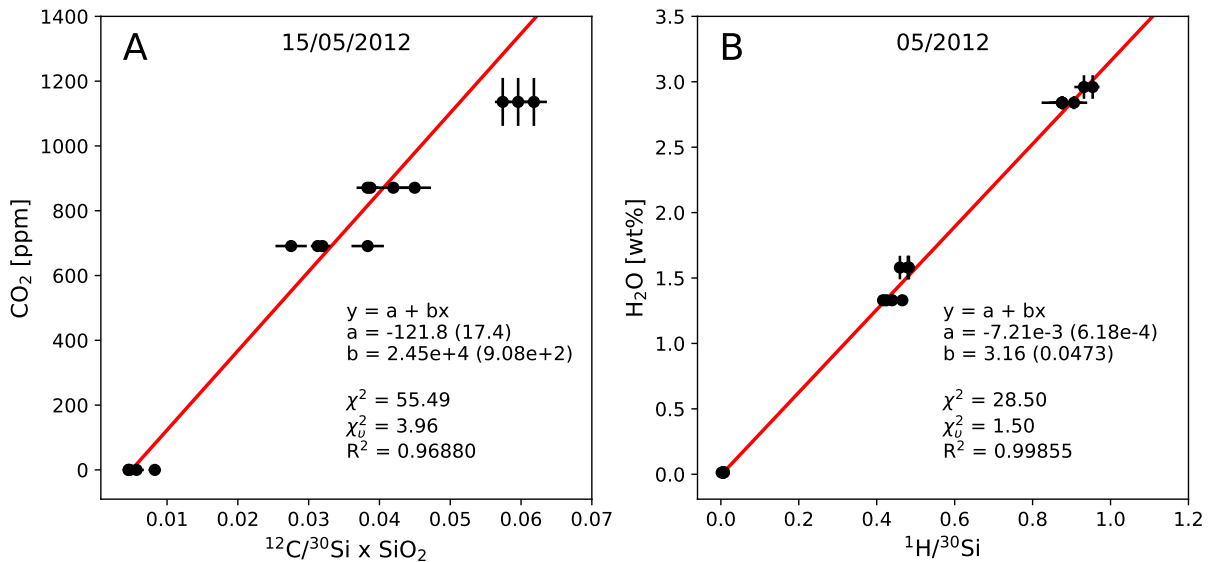 A
15/05/2012
CO₂ [ppm]
1400
1200
1000
800
600
400
200
0
y = a + bx
a = -121.8 (17.4)
b = 2.45e+4 (9.08e+2)
χ² = 55.49
χ²ᵥ = 3.96
R² = 0.96880
0.01 0.02 0.03 0.04 0.05 0.06 0.07
¹²C/³⁰Si x SiO₂
B
05/2012
H₂O [wt%]
3.5
3.0
2.5
2.0
1.5
1.0
0.5
0.0
y = a + bx
a = -7.21e-3 (6.18e-4)
b = 3.16 (0.0473)
χ² = 28.50
χ²ᵥ = 1.50
R² = 0.99855
0.0 0.2 0.4 0.6 0.8 1.0 1.2
¹H/³⁰Si